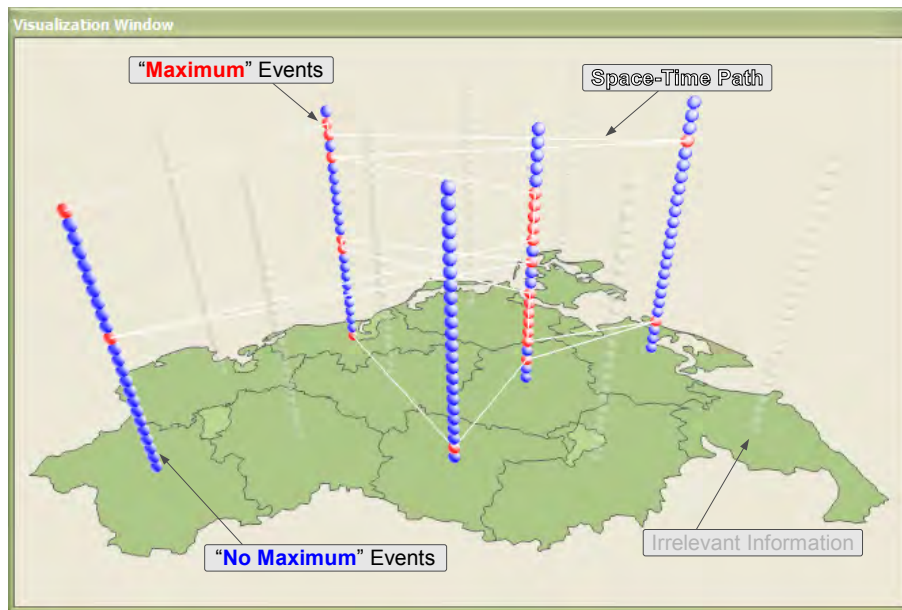 Visualization Window
“Maximum” Events
Space-Time Path
Irrelevant Information
“No Maximum” Events